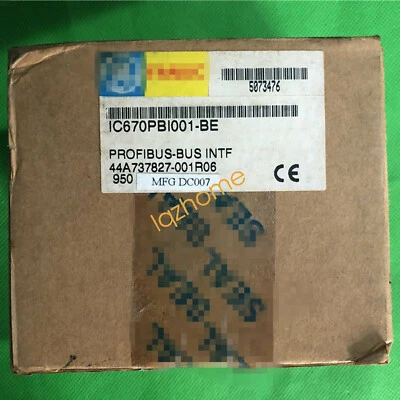 5073476
IC670PBI001-BE
PROFIBUS-BUS INTF
44A737827-001R06
950 MFG DC007
CE
lqzhome